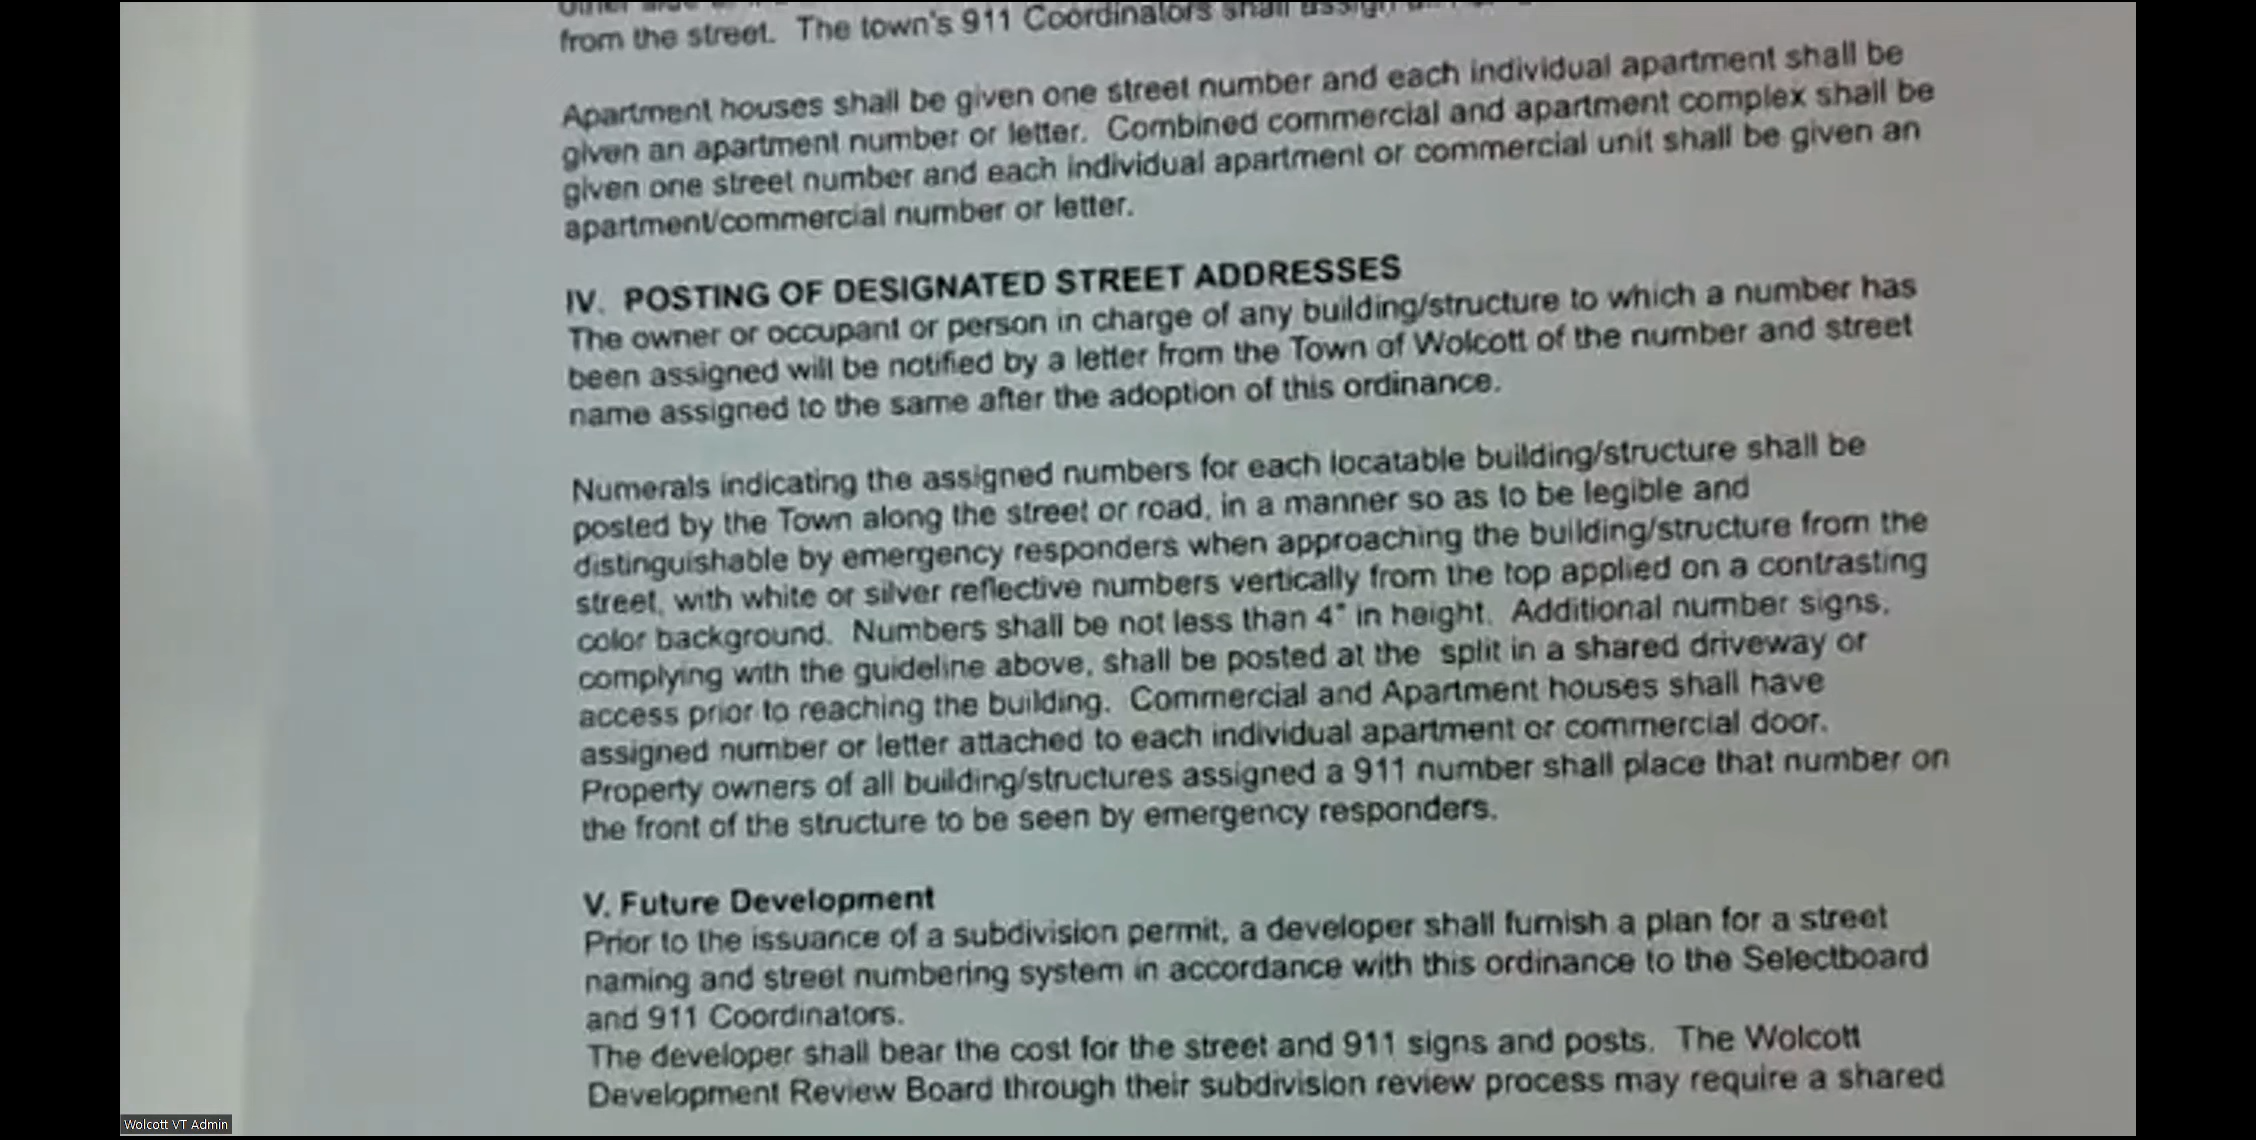 from the street. The town's 911 Coordinators shall assign
Apartment houses shall be given one street number and each individual apartment shall be
given an apartment number or letter. Combined commercial and apartment complex shall be
given one street number and each individual apartment or commercial unit shall be given an
apartment/commercial number or letter.
IV. POSTING OF DESIGNATED STREET ADDRESSES
The owner or occupant or person in charge of any building/structure to which a number has
been assigned will be notified by a letter from the Town of Wolcott of the number and street
name assigned to the same after the adoption of this ordinance.
Numerals indicating the assigned numbers for each locatable building/structure shall be
posted by the Town along the street or road, in a manner so as to be legible and
distinguishable by emergency responders when approaching the building/structure from the
street, with white or silver reflective numbers vertically from the top applied on a contrasting
color background. Numbers shall be not less than 4" in height. Additional number signs,
complying with the guideline above, shall be posted at the split in a shared driveway or
access prior to reaching the building. Commercial and Apartment houses shall have
assigned number or letter attached to each individual apartment or commercial door.
Property owners of all building/structures assigned a 911 number shall place that number on
the front of the structure to be seen by emergency responders.
V. Future Development
Prior to the issuance of a subdivision permit, a developer shall furnish a plan for a street
naming and street numbering system in accordance with this ordinance to the Selectboard
and 911 Coordinators.
The developer shall bear the cost for the street and 911 signs and posts. The Wolcott
Development Review Board through their subdivision review process may require a shared
Wolcott VT Admin